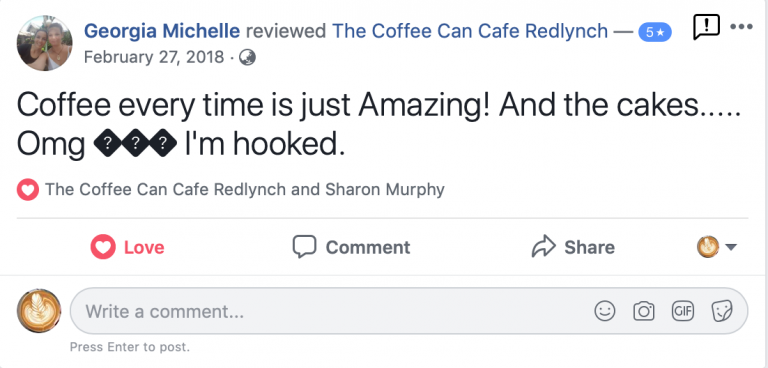 Georgia Michelle reviewed The Coffee Can Cafe Redlynch — 5★
February 27, 2018 ·
Coffee every time is just Amazing! And the cakes.....
Omg ��� I'm hooked.
The Coffee Can Cafe Redlynch and Sharon Murphy
Love Comment Share
Write a comment... GIF
Press Enter to post.